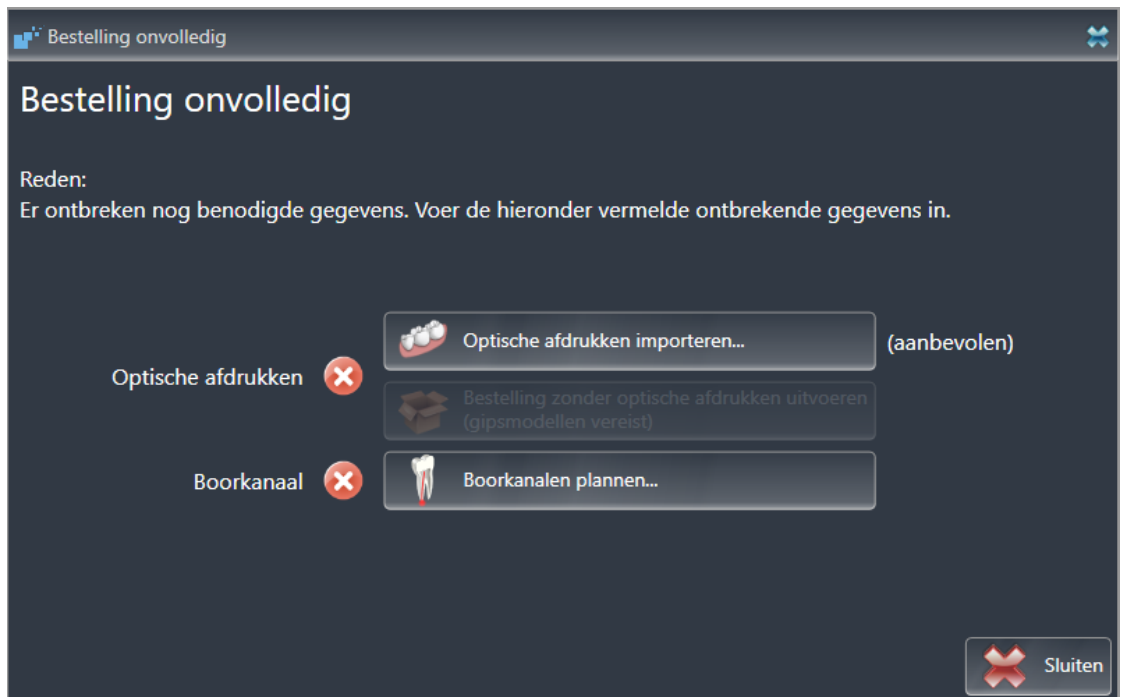 Bestelling onvolledig
Bestelling onvolledig
Reden:
Er ontbreken nog benodigde gegevens. Voer de hieronder vermelde ontbrekende gegevens in.
Optische afdrukken importeren...
(aanbevolen)
Optische afdrukken
Bestelling zonder optische afdrukken uitvoeren
(gipsmodellen vereist)
Boorkanaal
Boorkanalen plannen...
Sluiten